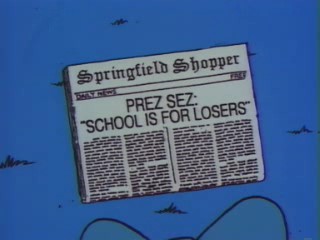 Springfield Shopper
DAILY NEWS FREE
PREZ SEZ:
"SCHOOL IS FOR LOSERS"